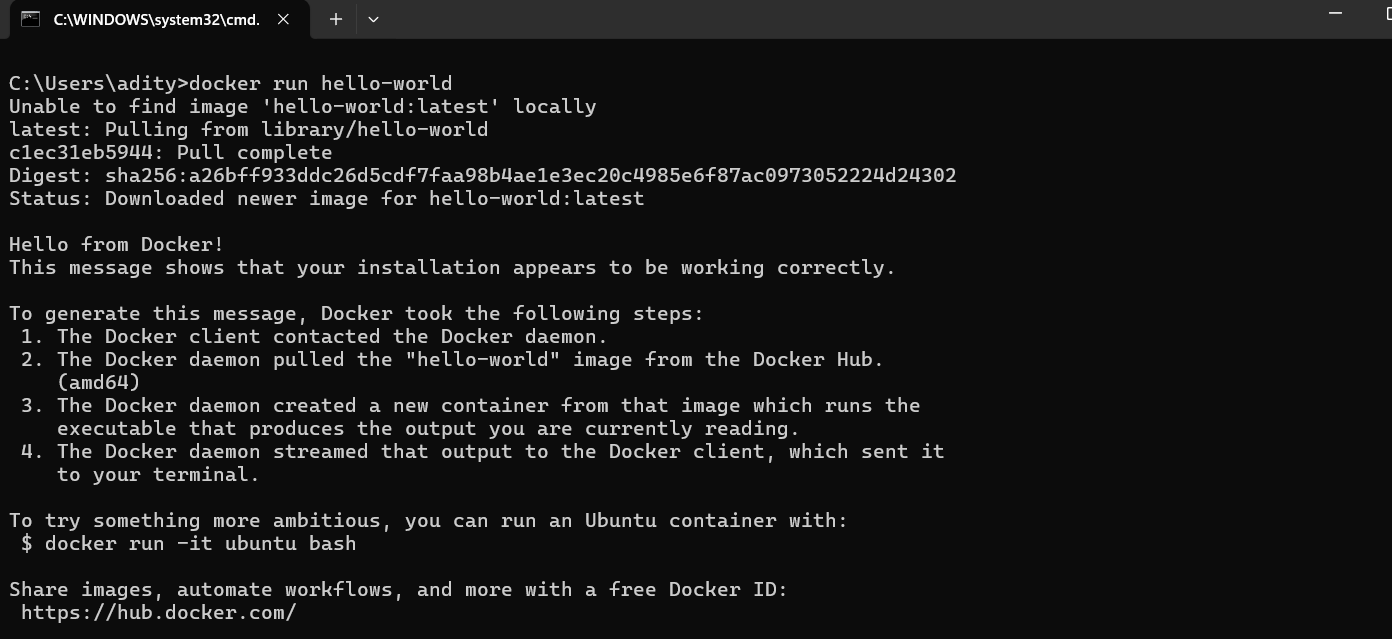 C:\WINDOWS\system32\cmd.
C:\Users\adity>docker run hello-world
Unable to find image 'hello-world:latest' locally
latest: Pulling from library/hello-world
c1ec31eb5944: Pull complete
Digest: sha256:a26bff933ddc26d5cdf7faa98b4ae1e3ec20c4985e6f87ac0973052224d24302
Status: Downloaded newer image for hello-world:latest

Hello from Docker!
This message shows that your installation appears to be working correctly.

To generate this message, Docker took the following steps:
 1. The Docker client contacted the Docker daemon.
 2. The Docker daemon pulled the "hello-world" image from the Docker Hub.
    (amd64)
 3. The Docker daemon created a new container from that image which runs the
    executable that produces the output you are currently reading.
 4. The Docker daemon streamed that output to the Docker client, which sent it
    to your terminal.

To try something more ambitious, you can run an Ubuntu container with:
 $ docker run -it ubuntu bash

Share images, automate workflows, and more with a free Docker ID:
 https://hub.docker.com/